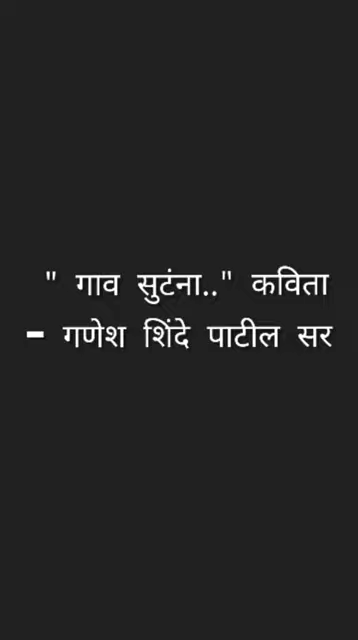 " गाव सुटंना.." कविता
- गणेश शिंदे पाटील सर